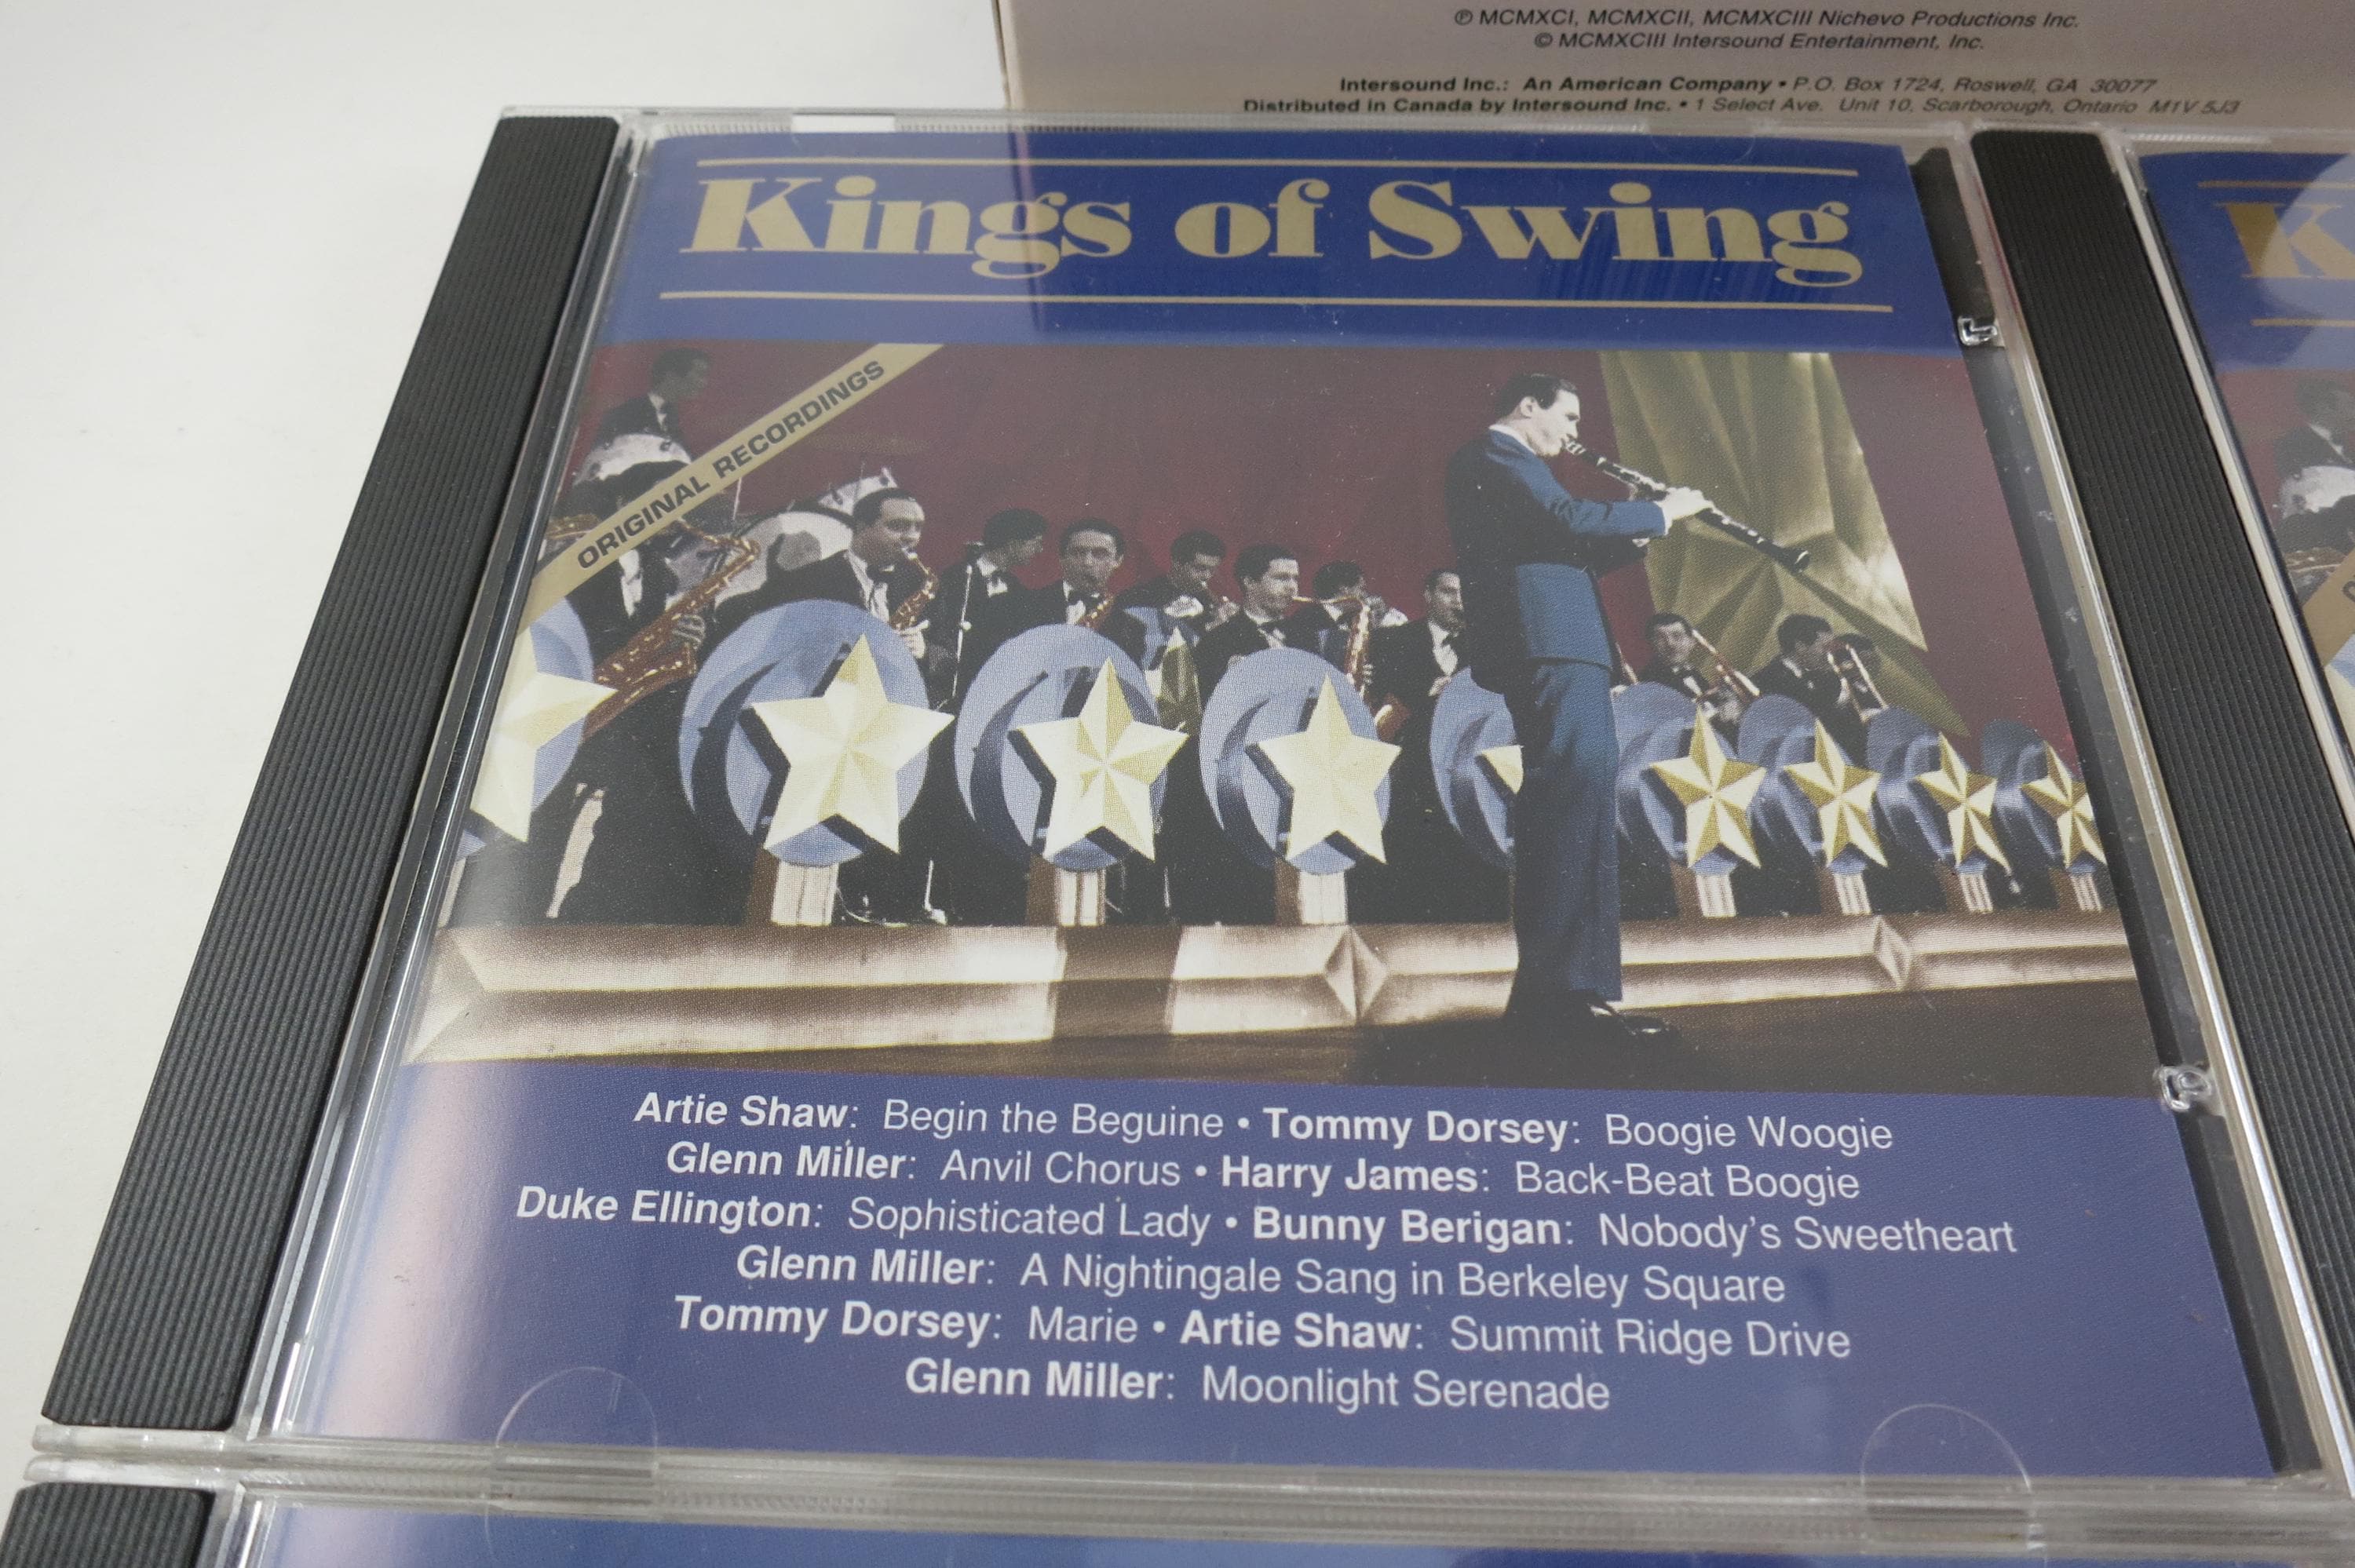 ℗ MCMXCI, MCMXCII, MCMXCIII Nichevo Productions Inc.
© MCMXCIII Intersound Entertainment, Inc.
Intersound Inc.: An American Company • P.O. Box 1724, Roswell, GA 30077
Distributed in Canada by Intersound Inc. • 1 Select Ave. Unit 10, Scarborough, Ontario M1V 5J3
Kings of Swing
K
ORIGINAL RECORDINGS
Artie Shaw: Begin the Beguine • Tommy Dorsey: Boogie Woogie
Glenn Miller: Anvil Chorus • Harry James: Back-Beat Boogie
Duke Ellington: Sophisticated Lady • Bunny Berigan: Nobody's Sweetheart
Glenn Miller: A Nightingale Sang in Berkeley Square
Tommy Dorsey: Marie • Artie Shaw: Summit Ridge Drive
Glenn Miller: Moonlight Serenade